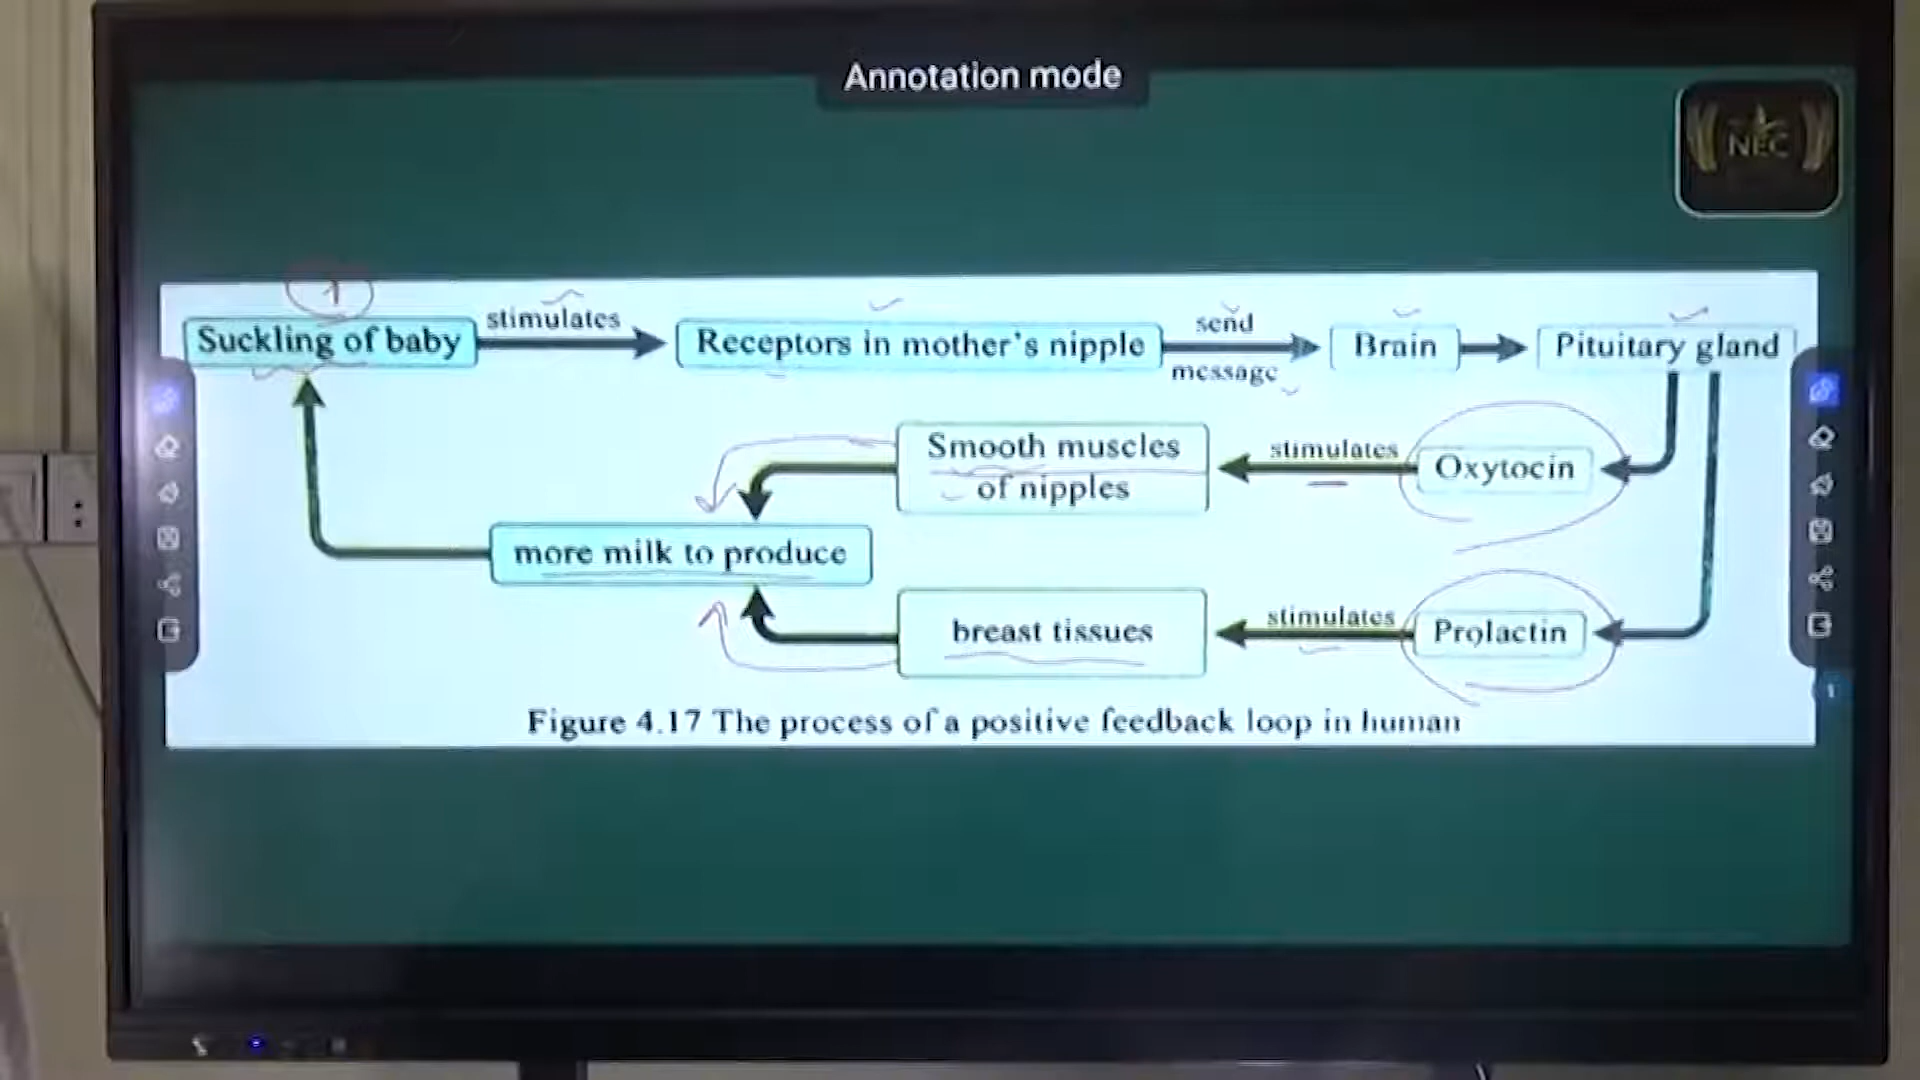 Annotation mode
NEC
1
Suckling of baby
stimulates
Receptors in mother's nipple
send
message
Brain
Pituitary gland
Smooth muscles
of nipples
stimulates
Oxytocin
more milk to produce
breast tissues
stimulates
Prolactin
Figure 4.17 The process of a positive feedback loop in human